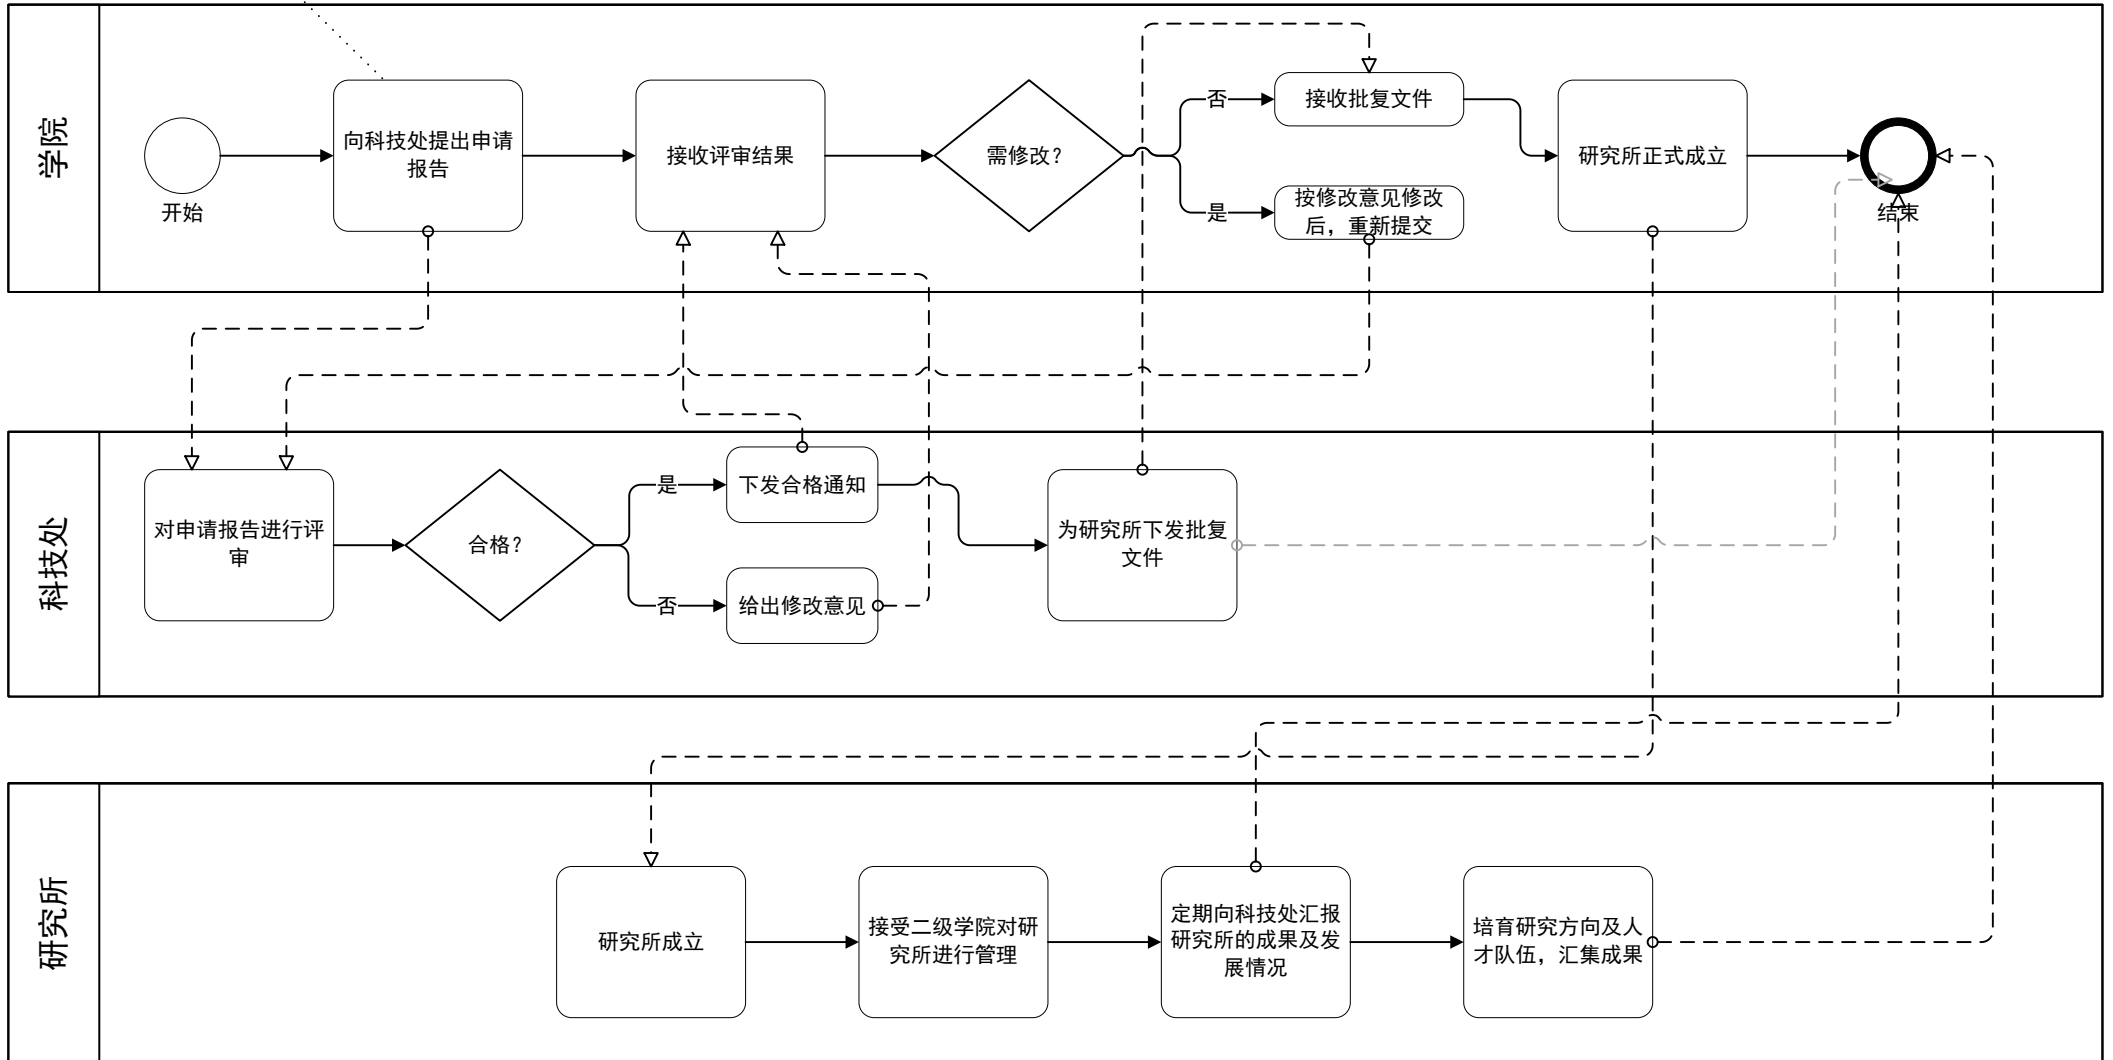 学院
开始
向科技处提出申请
报告
接收评审结果
需修改？
否
是
接收批复文件
按修改意见修改
后，重新提交
研究所正式成立
结束
科技处
对申请报告进行评
审
合格？
是
否
下发合格通知
给出修改意见
为研究所下发批复
文件
研究所
研究所成立
接受二级学院对研
究所进行管理
定期向科技处汇报
研究所的成果及发
展情况
培育研究方向及人
才队伍，汇集成果